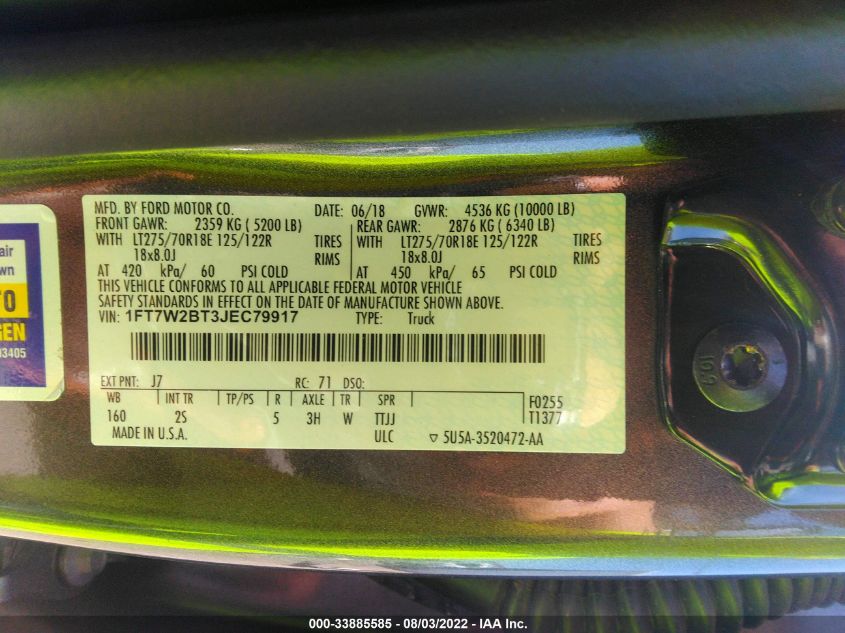 MFD. BY FORD MOTOR CO. DATE: 06/18 GVWR: 4536 KG (10000 LB)
FRONT GAWR: 2359 KG ( 5200 LB) REAR GAWR: 2876 KG ( 6340 LB)
WITH LT275/70R18E 125/122R TIRES WITH LT275/70R18E 125/122R TIRES
18x8.0J RIMS 18x8.0J RIMS
AT 420 kPa/ 60 PSI COLD AT 450 kPa/ 65 PSI COLD
THIS VEHICLE CONFORMS TO ALL APPLICABLE FEDERAL MOTOR VEHICLE
SAFETY STANDARDS IN EFFECT ON THE DATE OF MANUFACTURE SHOWN ABOVE.
VIN: 1FT7W2BT3JEC79917 TYPE: Truck
EXT PNT: J7 RC: 71 DSO:
WB INT TR TP/PS R AXLE TR SPR F0255
160 2S 5 3H W TTJJ T1377
MADE IN U.S.A. ULC ▽ 5U5A-3520472-AA
air
wn
TO
GEN
3405
10.9
000-33885585 - 08/03/2022 - IAA Inc.